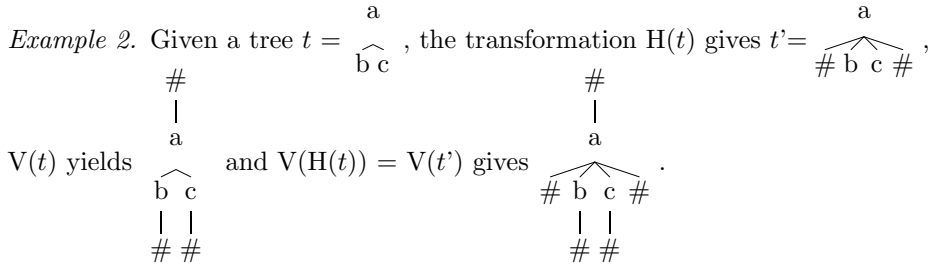 a
Example 2. Given a tree t = , the transformation H(t) gives t’= a ,
b c # b c #
# #
a a
V(t) yields and V(H(t)) = V(t’) gives .
b c # b c #
# # # #